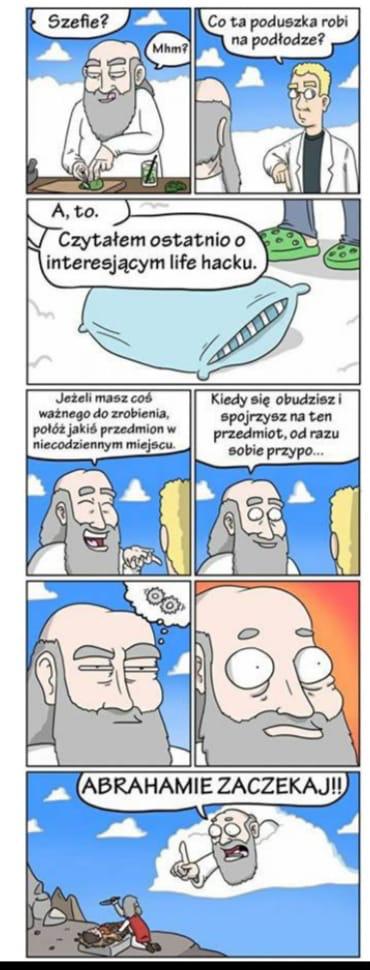 Szefie?
Mhm?
Co ta poduszka robi
na podłodze?
A, to.
Czytałem ostatnio o
interesjącym life hacku.
Jeżeli masz coś
ważnego do zrobienia,
połóż jakiś przedmion w
niecodziennym miejscu.
Kiedy się obudzisz i
spojrzysz na ten
przedmiot, od razu
sobie przypo...
ABRAHAMIE ZACZEKAJ!!